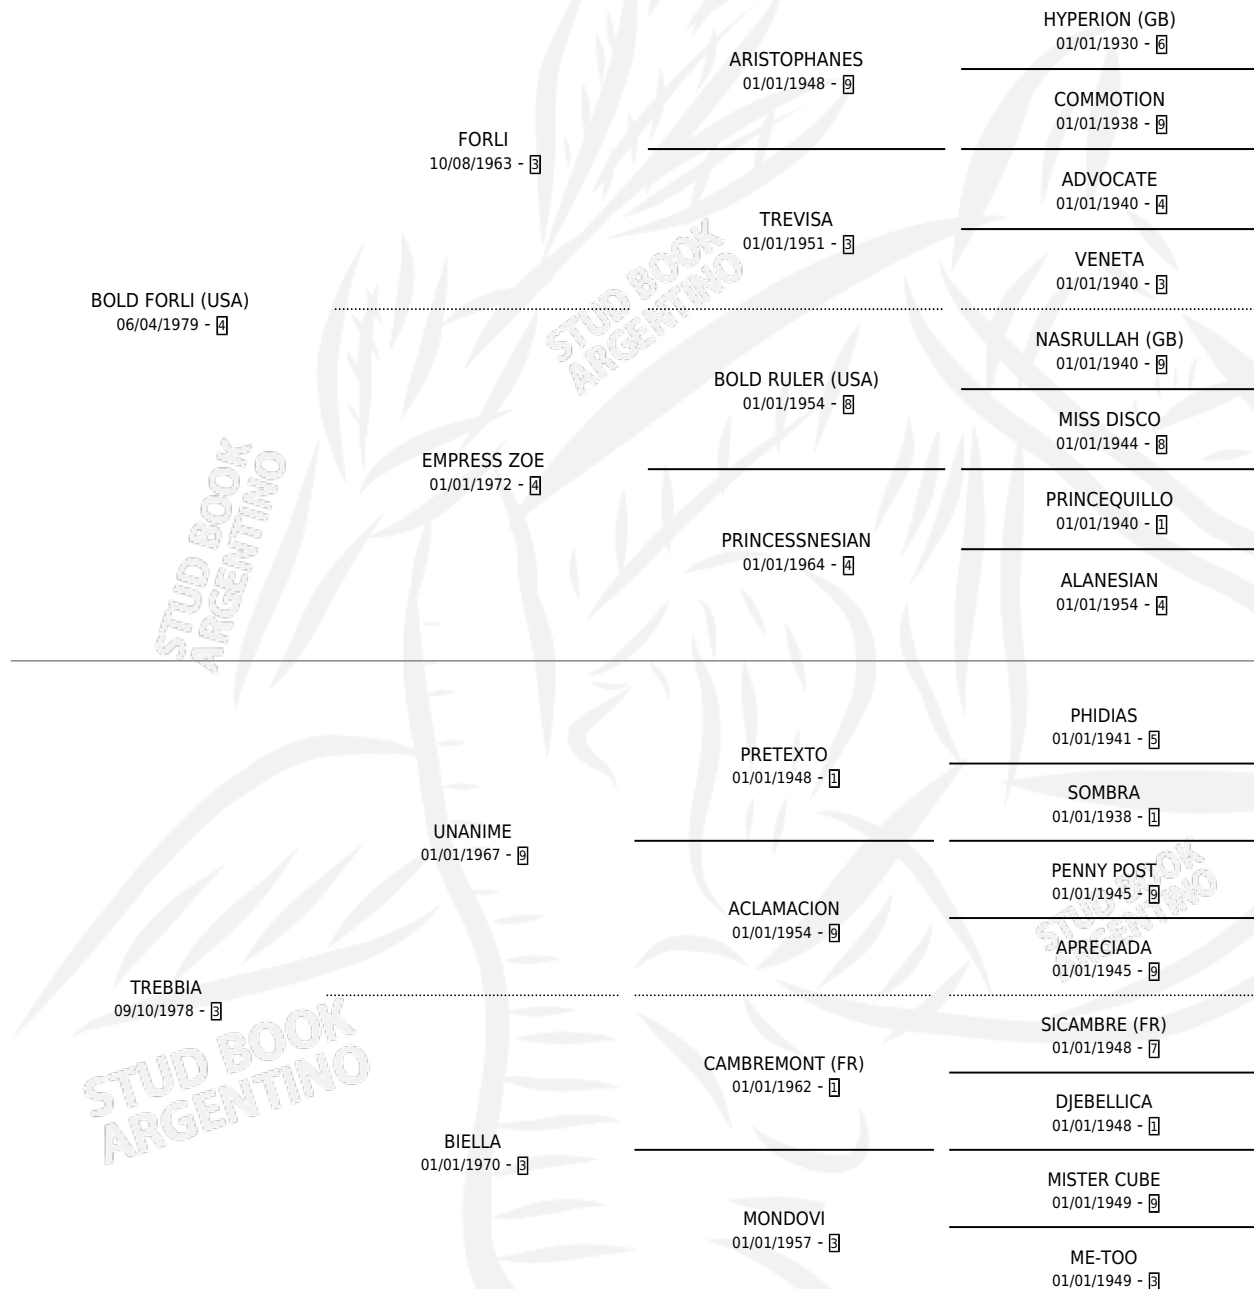 HYPERION (GB)
01/01/1930 - 6
ARISTOPHANES
01/01/1948 - 9
COMMOTION
01/01/1938 - 9
FORLI
10/08/1963 - 3
ADVOCATE
01/01/1940 - 4
TREVISA
01/01/1951 - 3
VENETA
01/01/1940 - 3
BOLD FORLI (USA)
06/04/1979 - 4
STUD BOOK
ARGENTINO
NASRULLAH (GB)
01/01/1940 - 9
BOLD RULER (USA)
01/01/1954 - 8
MISS DISCO
01/01/1944 - 8
EMPRESS ZOE
01/01/1972 - 4
PRINCEQUILLO
01/01/1940 - 1
PRINCESSNESIAN
01/01/1964 - 4
ALANESIAN
01/01/1954 - 4
STUD BOOK
ARGENTINO
PHIDIAS
01/01/1941 - 5
PRETEXTO
01/01/1948 - 1
SOMBRA
01/01/1938 - 1
UNANIME
01/01/1967 - 9
PENNY POST
01/01/1945 - 9
ACLAMACION
01/01/1954 - 9
STUD BOOK
ARGENTINO
APRECIADA
01/01/1945 - 9
TREBBIA
09/10/1978 - 3
SICAMBRE (FR)
01/01/1948 - 7
STUD BOOK
ARGENTINO
CAMBREMONT (FR)
01/01/1962 - 1
DJEBELLICA
01/01/1948 - 1
BIELLA
01/01/1970 - 3
MISTER CUBE
01/01/1949 - 9
MONDOVI
01/01/1957 - 3
ME-TOO
01/01/1949 - 3